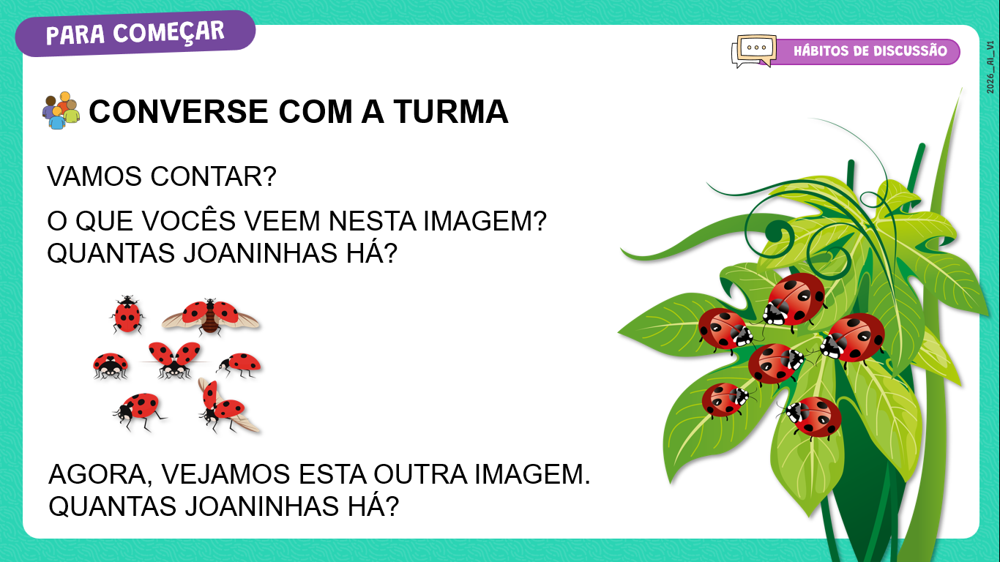 PARA COMEÇAR
HÁBITOS DE DISCUSSÃO
2026_AI_V1
CONVERSE COM A TURMA
VAMOS CONTAR?
O QUE VOCÊS VEEM NESTA IMAGEM?
QUANTAS JOANINHAS HÁ?
AGORA, VEJAMOS ESTA OUTRA IMAGEM.
QUANTAS JOANINHAS HÁ?